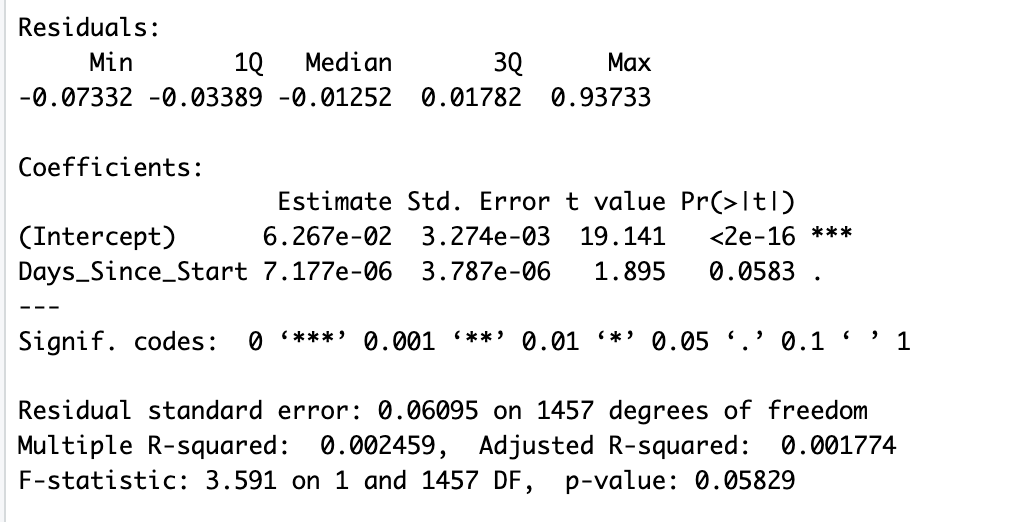 Residuals:
Min 1Q Median 3Q Max
-0.07332 -0.03389 -0.01252 0.01782 0.93733
Coefficients:
Estimate Std. Error t value Pr(>|t|)
(Intercept) 6.267e-02 3.274e-03 19.141 <2e-16 ***
Days_Since_Start 7.177e-06 3.787e-06 1.895 0.0583 .
---
Signif. codes: 0 ‘***’ 0.001 ‘**’ 0.01 ‘*’ 0.05 ‘.’ 0.1 ‘ ’ 1
Residual standard error: 0.06095 on 1457 degrees of freedom
Multiple R-squared: 0.002459, Adjusted R-squared: 0.001774
F-statistic: 3.591 on 1 and 1457 DF, p-value: 0.05829